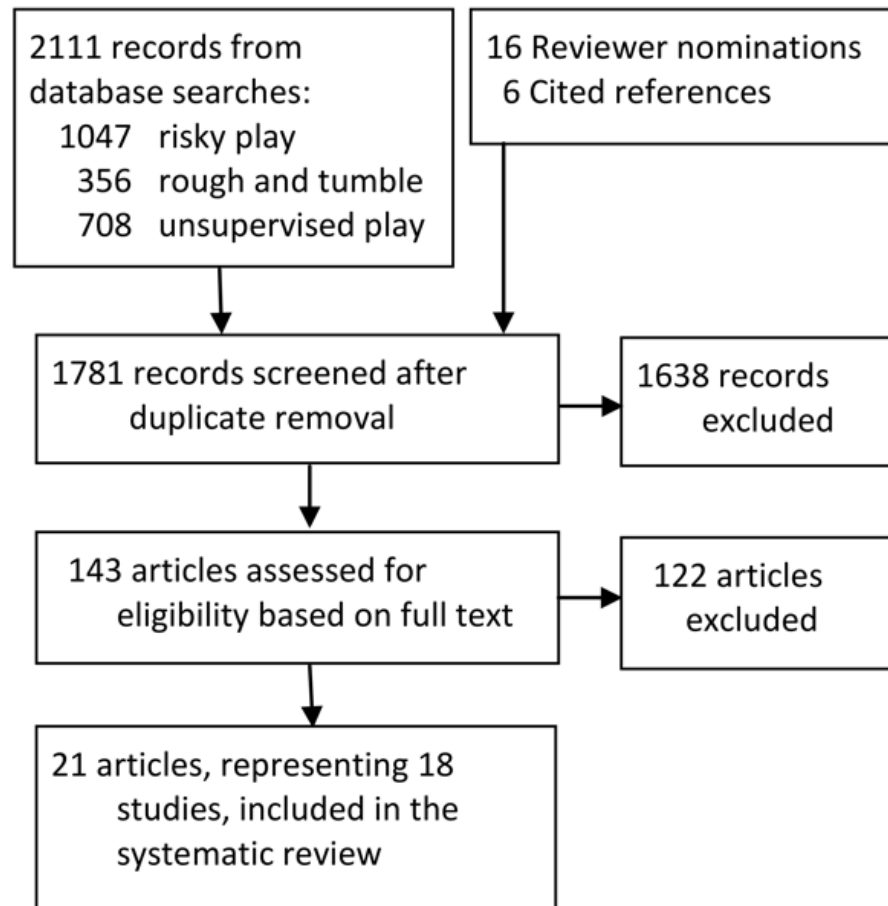 2111 records from
database searches:
1047 risky play
356 rough and tumble
708 unsupervised play
16 Reviewer nominations
6 Cited references
1781 records screened after
duplicate removal
1638 records
excluded
143 articles assessed for
eligibility based on full text
122 articles
excluded
21 articles, representing 18
studies, included in the
systematic review